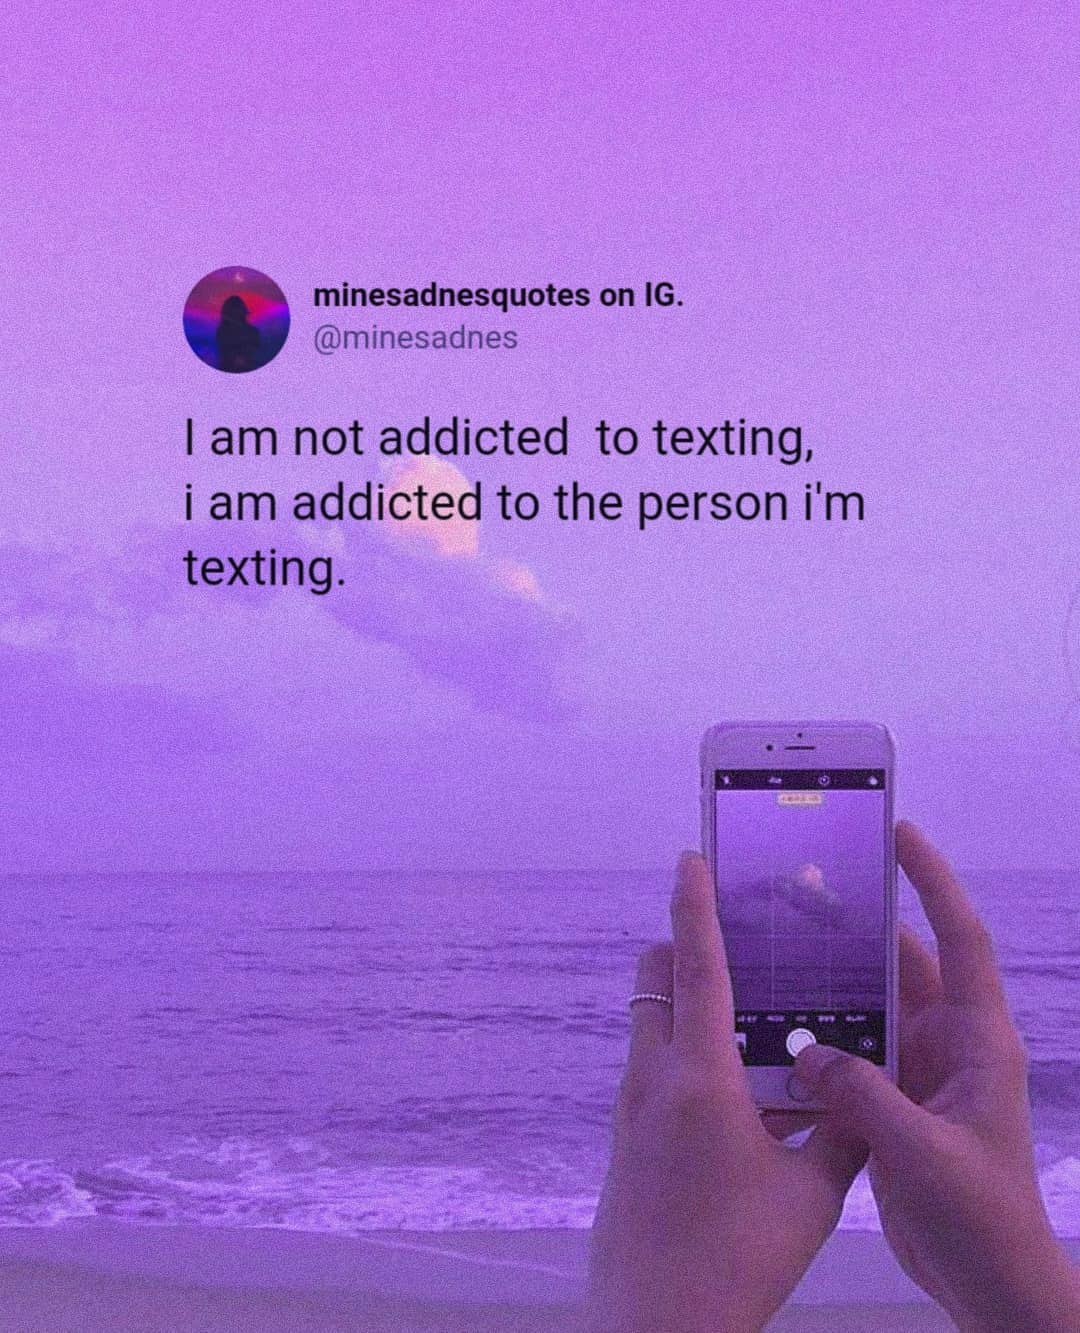 minesadnesquotes on IG.
@minesadnes
I am not addicted  to texting,
i am addicted to the person i'm
texting.